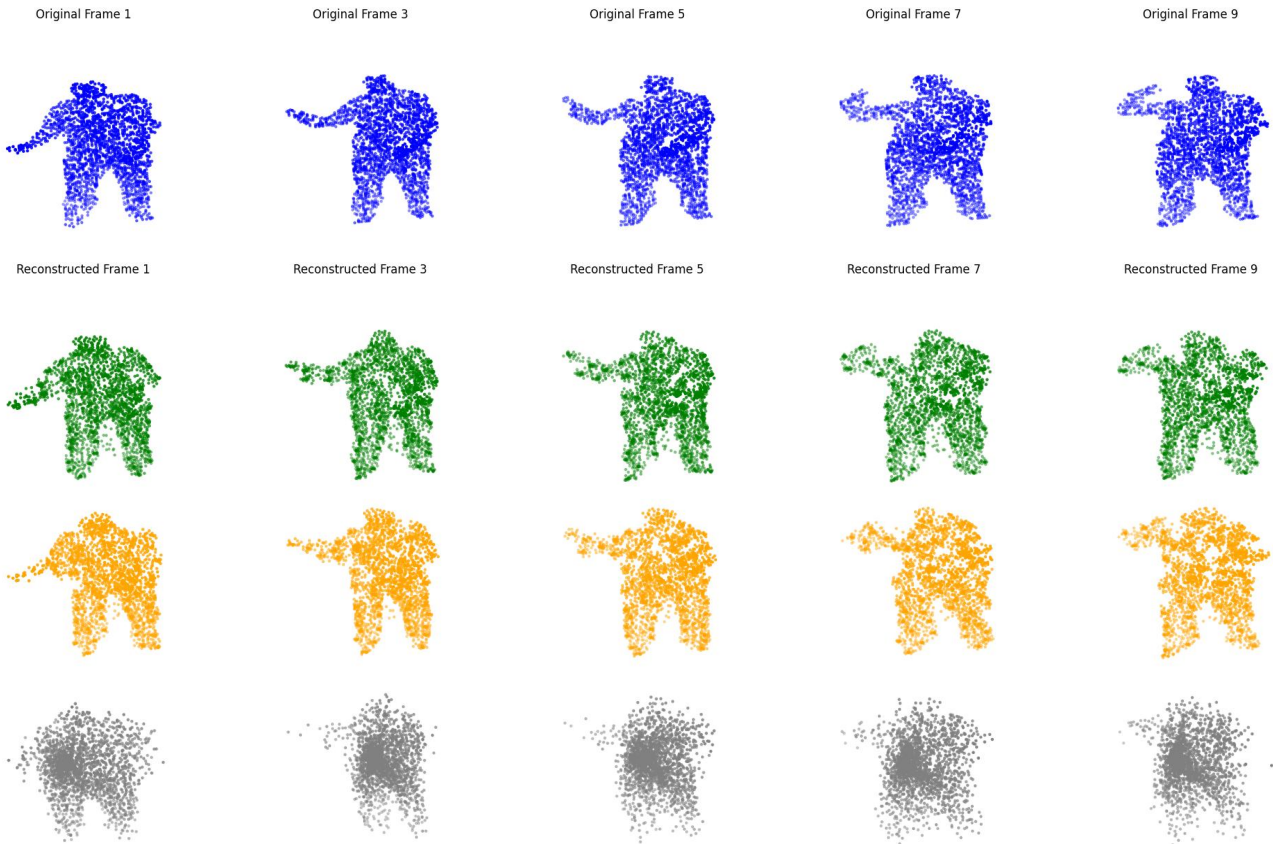 Original Frame 1
Original Frame 3
Original Frame 5
Original Frame 7
Original Frame 9
Reconstructed Frame 1
Reconstructed Frame 3
Reconstructed Frame 5
Reconstructed Frame 7
Reconstructed Frame 9